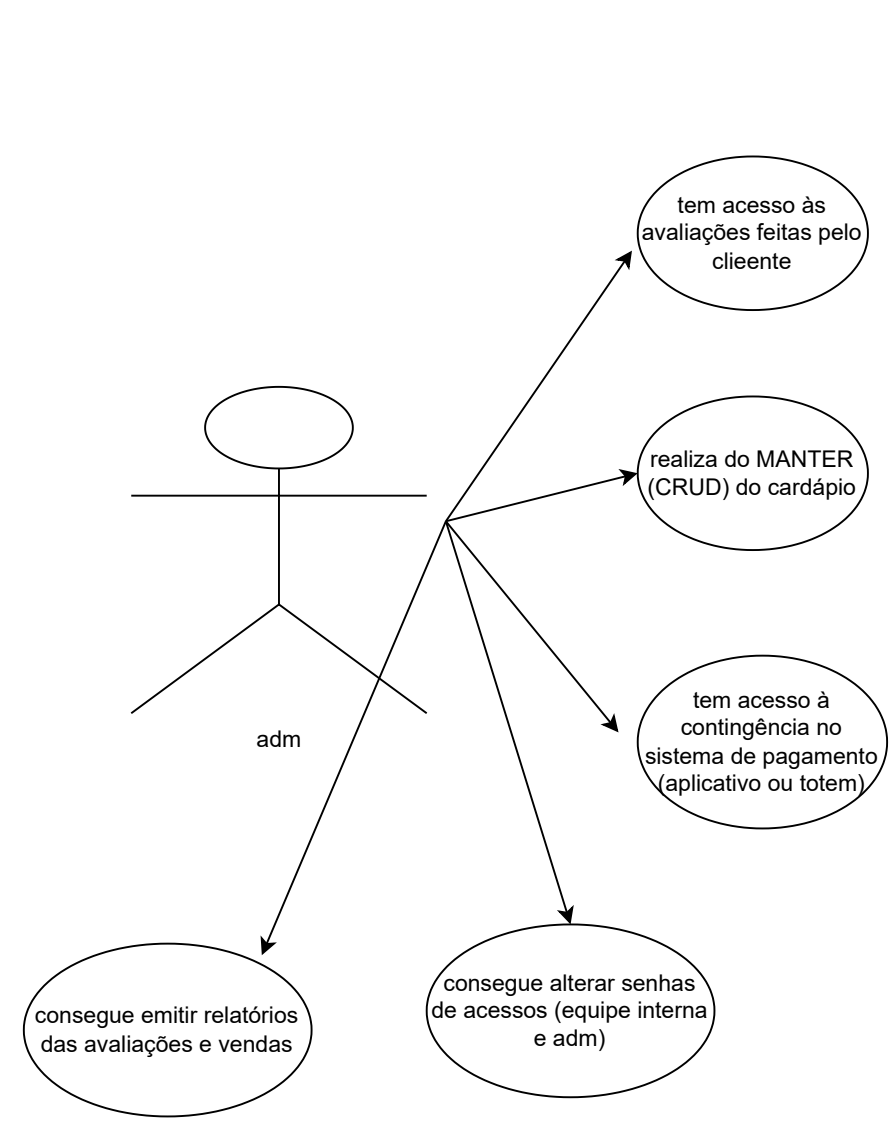 tem acesso às
avaliações feitas pelo
clieente
realiza do MANTER
(CRUD) do cardápio
tem acesso à
contingência no
sistema de pagamento
(aplicativo ou totem)
adm
consegue alterar senhas
de acessos (equipe interna
e adm)
consegue emitir relatórios
das avaliações e vendas